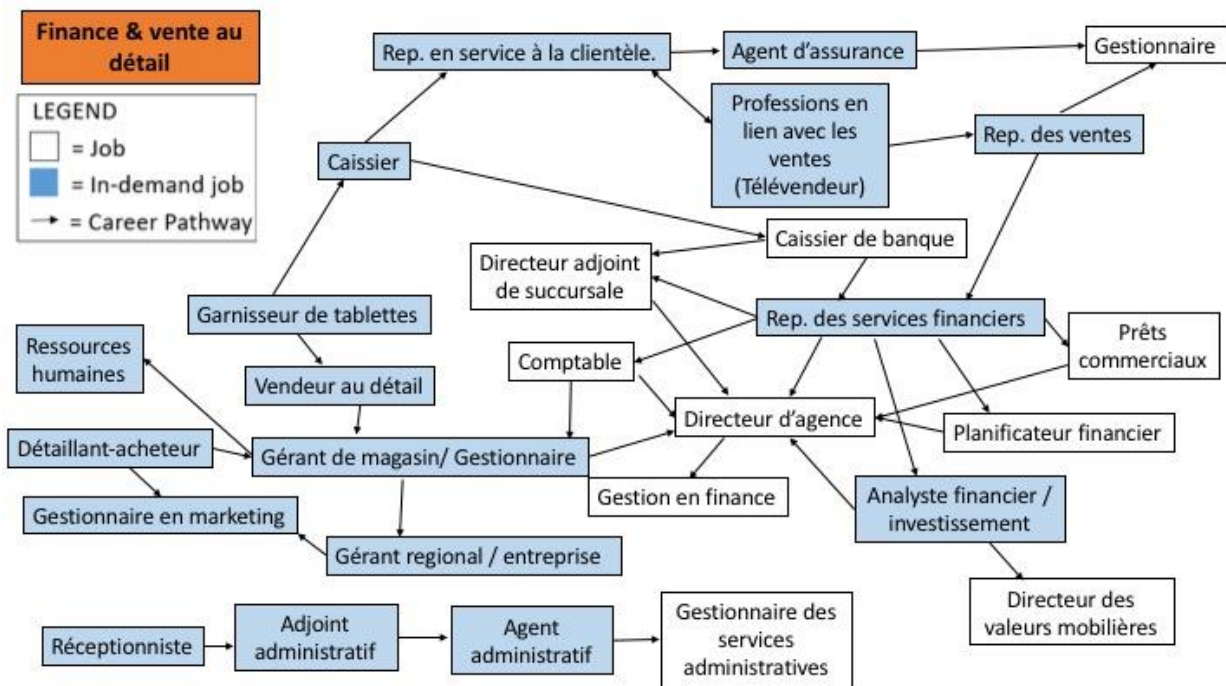 Finance & vente au
détail
LEGEND
= Job
= In-demand job
= Career Pathway
Rep. en service à la clientèle.
Agent d'assurance
Gestionnaire
Professions en
lien avec les
ventes
(Télévendeur)
Rep. des ventes
Caissier
Caissier de banque
Directeur adjoint
de succursale
Garnisseur de tablettes
Rep. des services financiers
Ressources
humaines
Comptable
Prêts
commerciaux
Vendeur au détail
Directeur d'agence
Planificateur financier
Détaillant-acheteur
Gérant de magasin/ Gestionnaire
Gestion en finance
Analyste financier /
investissement
Gestionnaire en marketing
Gérant regional / entreprise
Directeur des
valeurs mobilières
Réceptionniste
Adjoint
administratif
Agent
administratif
Gestionnaire des
services
administratives